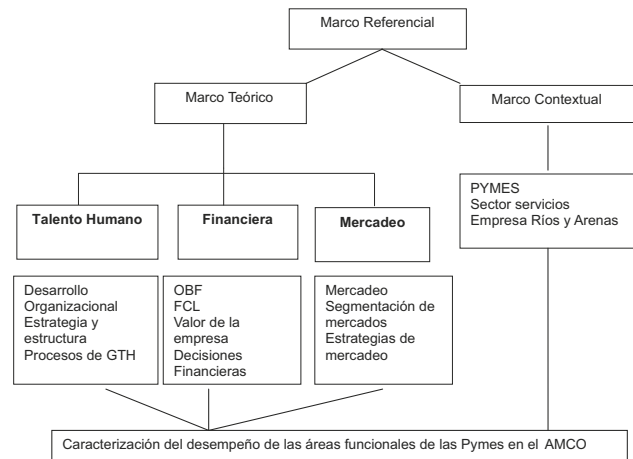 Marco Referencial
Marco Teórico
Marco Contextual
Talento Humano
Financiera
Mercadeo
PYMES
Sector servicios
Empresa Ríos y Arenas
Desarrollo
Organizacional
Estrategia y
estructura
Procesos de GTH
OBF
FCL
Valor de la
empresa
Decisiones
Financieras
Mercadeo
Segmentación de
mercados
Estrategias de
mercadeo
Caracterización del desempeño de las áreas funcionales de las Pymes en el AMCO